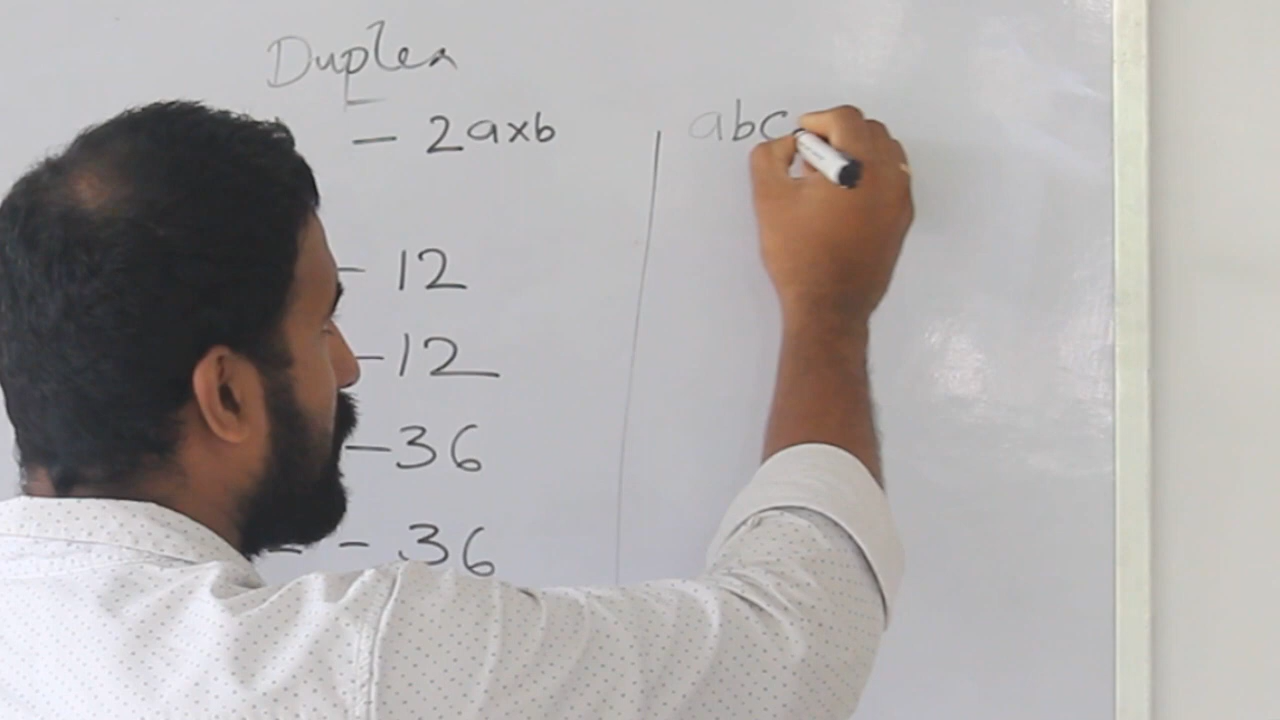 Duplex
- 2axb
- 12
- 12
- 36
- - 36
abc